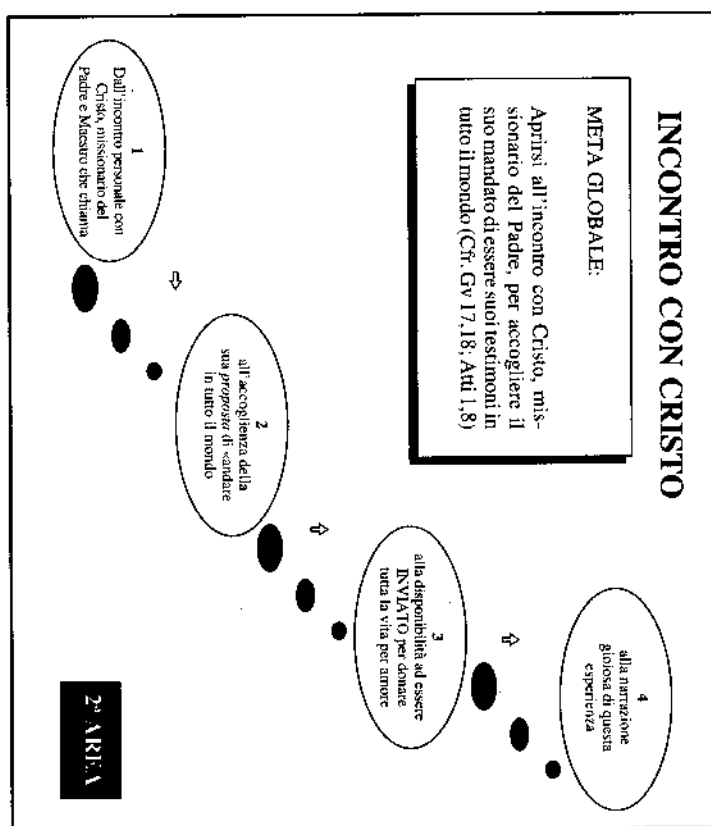 INCONTRO CON CRISTO
META GLOBALE:
Aprirsi all'incontro con Cristo, mis-
sionario del Padre, per accogliere il
suo mandato di essere suoi testimoni in
tutto il mondo (Cfr. Gv 17,18; Atti 1,8)
1
Dall'incontro personale con
Cristo, missionario del
Padre e Maestro che chiama
2
all'accoglienza della
sua proposta di «andare
in tutto il mondo
3
alla disponibilità ad essere
INVIATO per donare
tutta la vita per amore
4
alla narrazione
gioiosa di questa
esperienza
2ª AREA